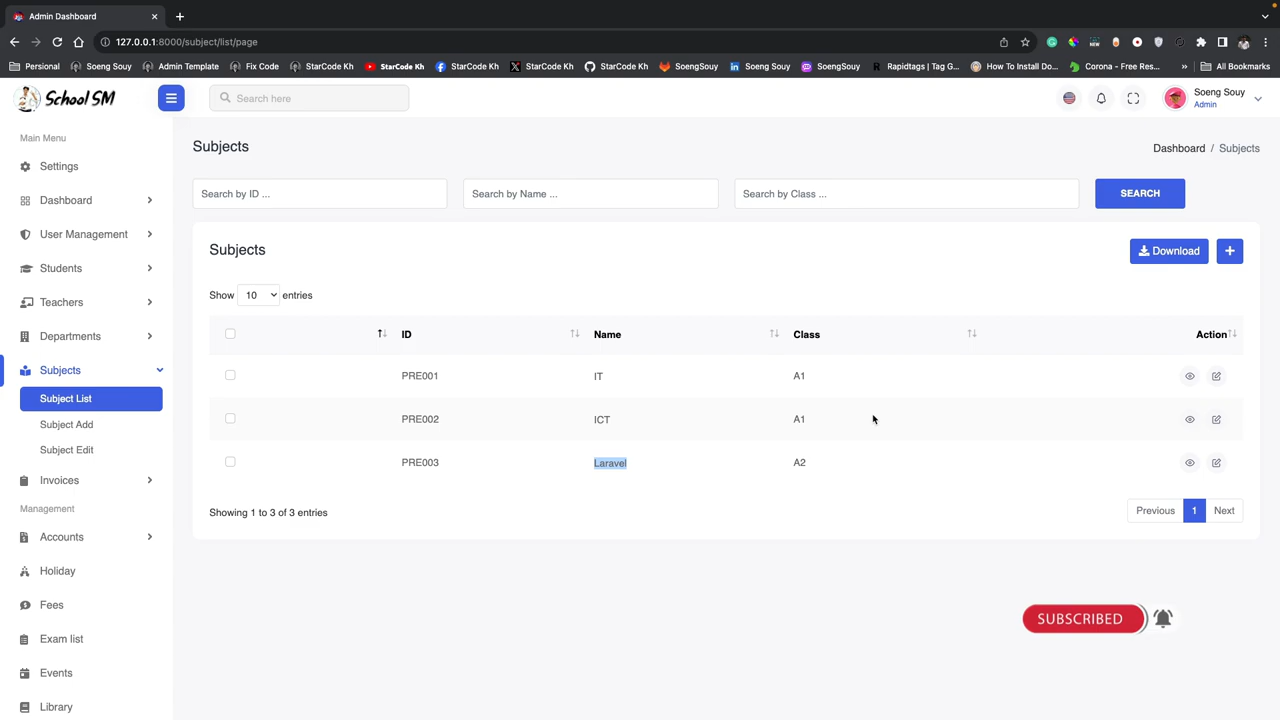 Admin Dashboard
127.0.0.1:8000/subject/list/page
Personal Soeng Souy Admin Template Fix Code StarCode Kh StarCode Kh StarCode Kh StarCode Kh StarCode Kh SoengSouy Soeng Souy SoengSouy Rapidtags | Tag G... How To Install Do... Corona - Free Res... » All Bookmarks
School SM
Search here
Soeng Souy
Admin
Main Menu
Settings
Dashboard
User Management
Students
Teachers
Departments
Subjects
Subject List
Subject Add
Subject Edit
Invoices
Management
Accounts
Holiday
Fees
Exam list
Events
Library
Subjects
Dashboard / Subjects
Search by ID ... Search by Name ... Search by Class ... SEARCH
Subjects
Download +
Show 10 entries
ID Name Class Action
PRE001 IT A1
PRE002 ICT A1
PRE003 Laravel A2
Showing 1 to 3 of 3 entries
Previous 1 Next
SUBSCRIBED